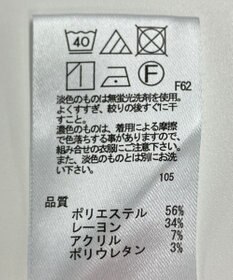 40
F
F62
淡色のものは無蛍光洗剤を使用。
よくすすぎ、絞りの後すぐに干
すこと。
濃色のものは、着用による摩擦
で色落ちする事がありますので、
組み合せの衣服にご注意下さい。
また、淡色のものとは別にお洗
い下さい。
105
品質
ポリエステル 56%
レーヨン 34%
アクリル 7%
ポリウレタン 3%